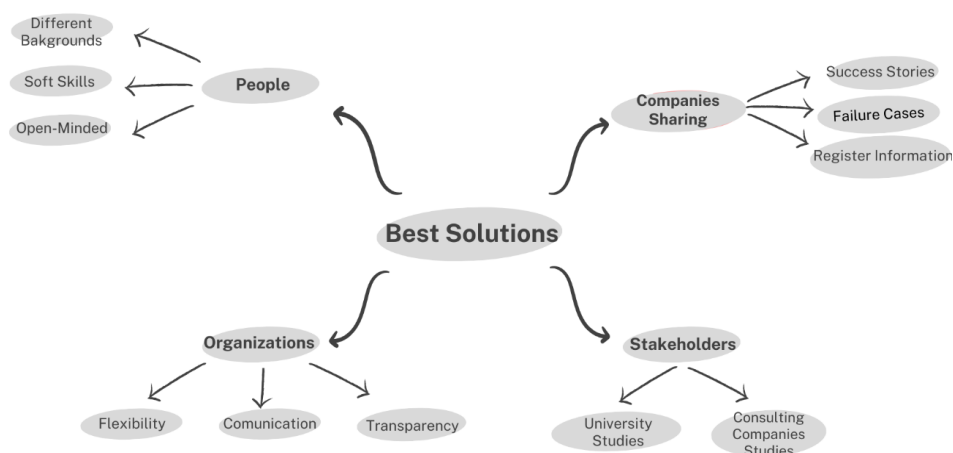 Different
Bakgrounds
Soft Skills
Open-Minded
People
Companies
Sharing
Success Stories
Failure Cases
Register Information
Best Solutions
Organizations
Flexibility
Comunication
Transparency
Stakeholders
University
Studies
Consulting
Companies
Studies